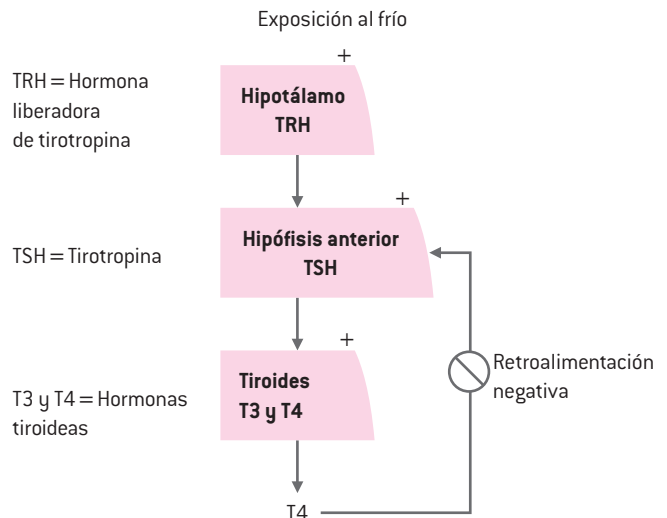 Exposición al frío
+
TRH = Hormona
liberadora
de tirotropina
Hipotálamo
TRH
+
TSH = Tirotropina
Hipófisis anterior
TSH
+
T3 y T4 = Hormonas
tiroideas
Tiroides
T3 y T4
Retroalimentación
negativa
T4